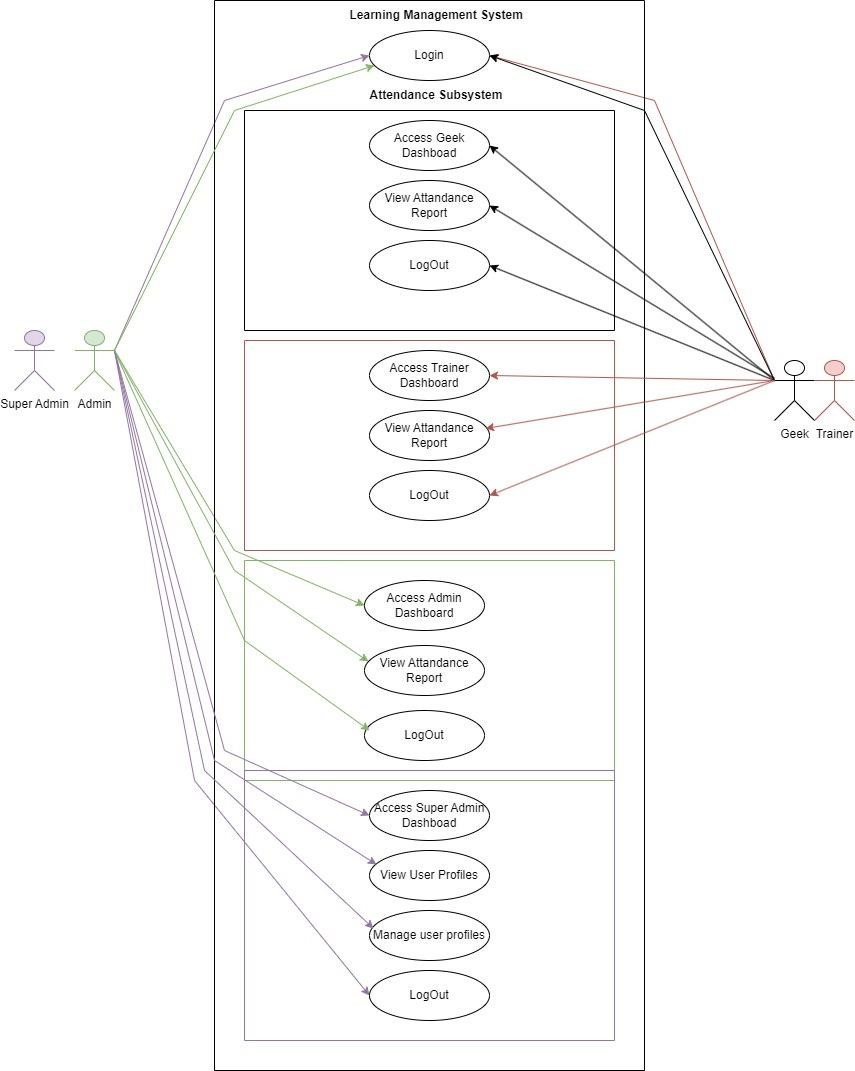 Learning Management System
Login
Attendance Subsystem
Access Geek
Dashboad
View Attandance
Report
LogOut
Super Admin
Admin
Access Trainer
Dashboard
View Attandance
Report
LogOut
Geek
Trainer
Access Admin
Dashboard
View Attandance
Report
LogOut
Access Super Admin
Dashboad
View User Profiles
Manage user profiles
LogOut